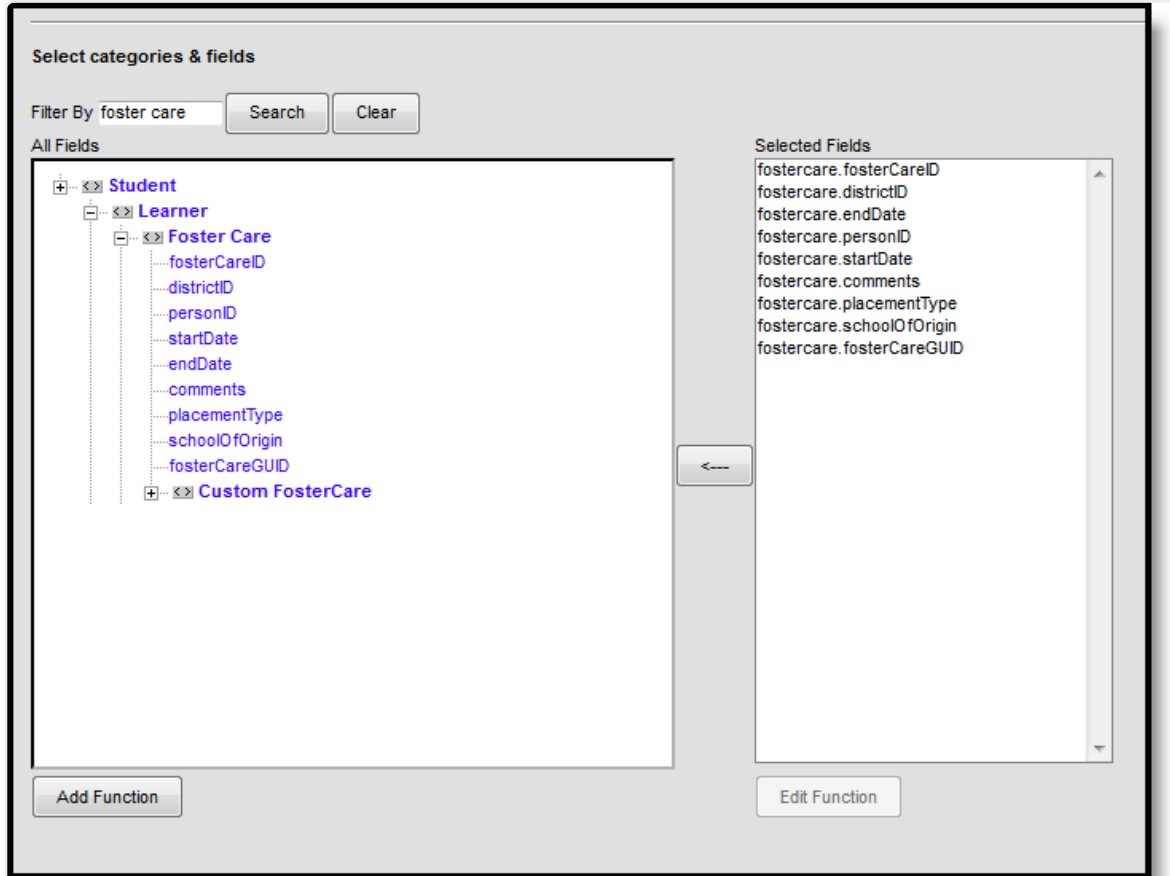 Select categories & fields
Filter By foster care Search Clear
All Fields
Student
Learner
Foster Care
fosterCareID
districtID
personID
startDate
endDate
comments
placementType
schoolOfOrigin
fosterCareGUID
Custom FosterCare
Add Function
<---
Selected Fields
fostercare.fosterCareID
fostercare.districtID
fostercare.endDate
fostercare.personID
fostercare.startDate
fostercare.comments
fostercare.placementType
fostercare.schoolOfOrigin
fostercare.fosterCareGUID
Edit Function